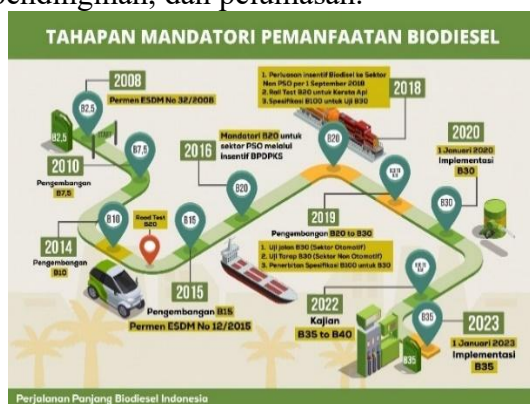 pendinginan, dan perumasan.
TAHAPAN MANDATORI PEMANFAATAN BIODIESEL
2008
Permen ESDM No 32/2008
B2,5
B2,5
2010
Pengembangan
B7,5
B7,5
2014
Pengembangan
B10
B10
Road Test
B20
B15
2015
Pengembangan B15
Permen ESDM No 12/2015
2016
Mandatori B20 untuk
sektor PSO melalui
Insentif BPDPKS
B20
1. Perluasan insentif Biodiesel ke Sektor
Non PSO per 1 September 2018
2. Rail Test B20 untuk Kereta Api
3. Spesifikasi B100 untuk Uji B30
2018
B20
2019
Pengembangan B20 to B30
1. Uji jalan B30 (Sektor Otomotif)
2. Uji Tarap B30 (Sektor Non Otomotif)
3. Penerbitan Spesifikasi B100 untuk B30
2020
1 Januari 2020
Implementasi
B30
B30
2022
Kajian
B35 to B40
B35
B35
2023
1 Januari 2023
Implementasi
B35
Perjalanan Panjang Biodiesel Indonesia